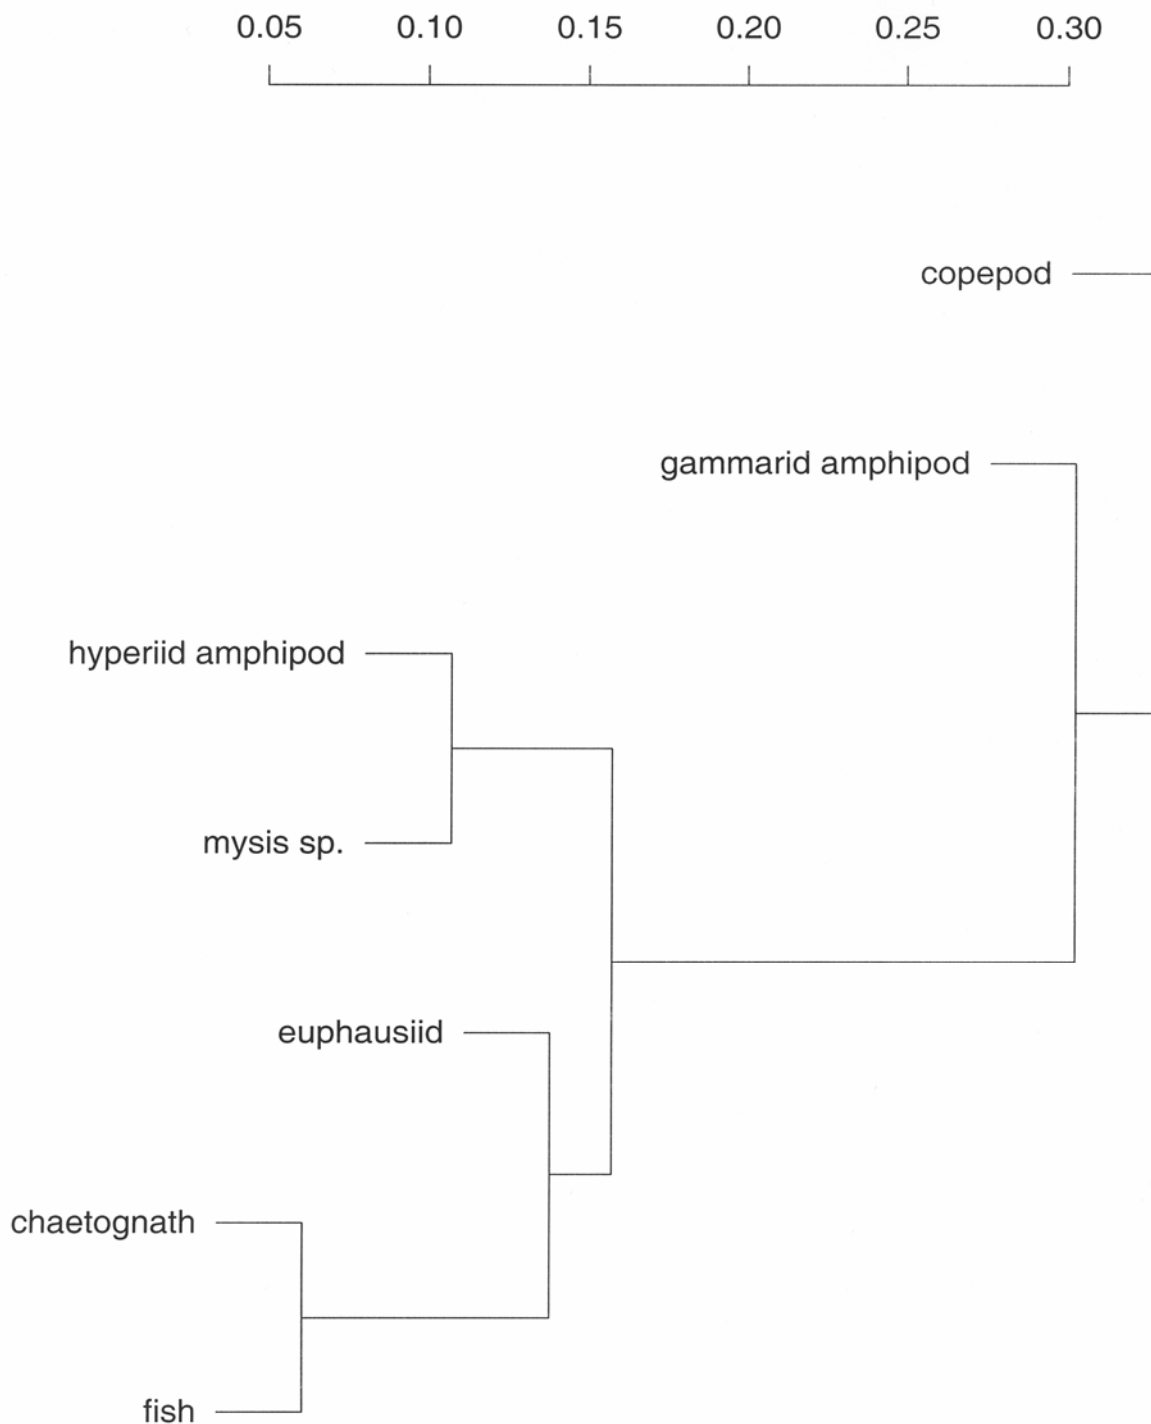 0.05 0.10 0.15 0.20 0.25 0.30
copepod
gammarid amphipod
hyperiid amphipod
mysis sp.
euphausiid
chaetognath
fish